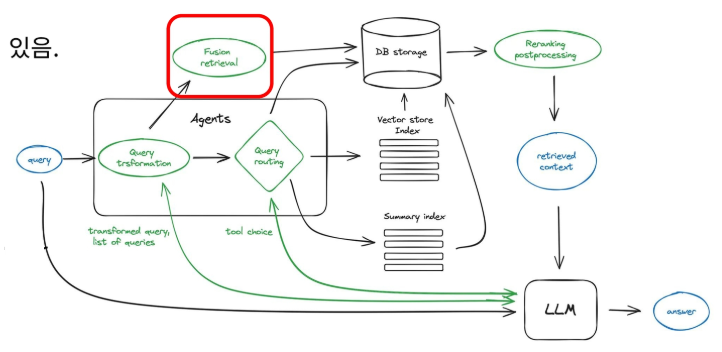 있음.
Fusion
retrieval
DB storage
Reranking
postprocessing
Agents
Vector store
Index
query
Query
trsformation
Query
routing
retrieved
context
Summary index
transformed query,
list of queries
tool choice
LLM
answer